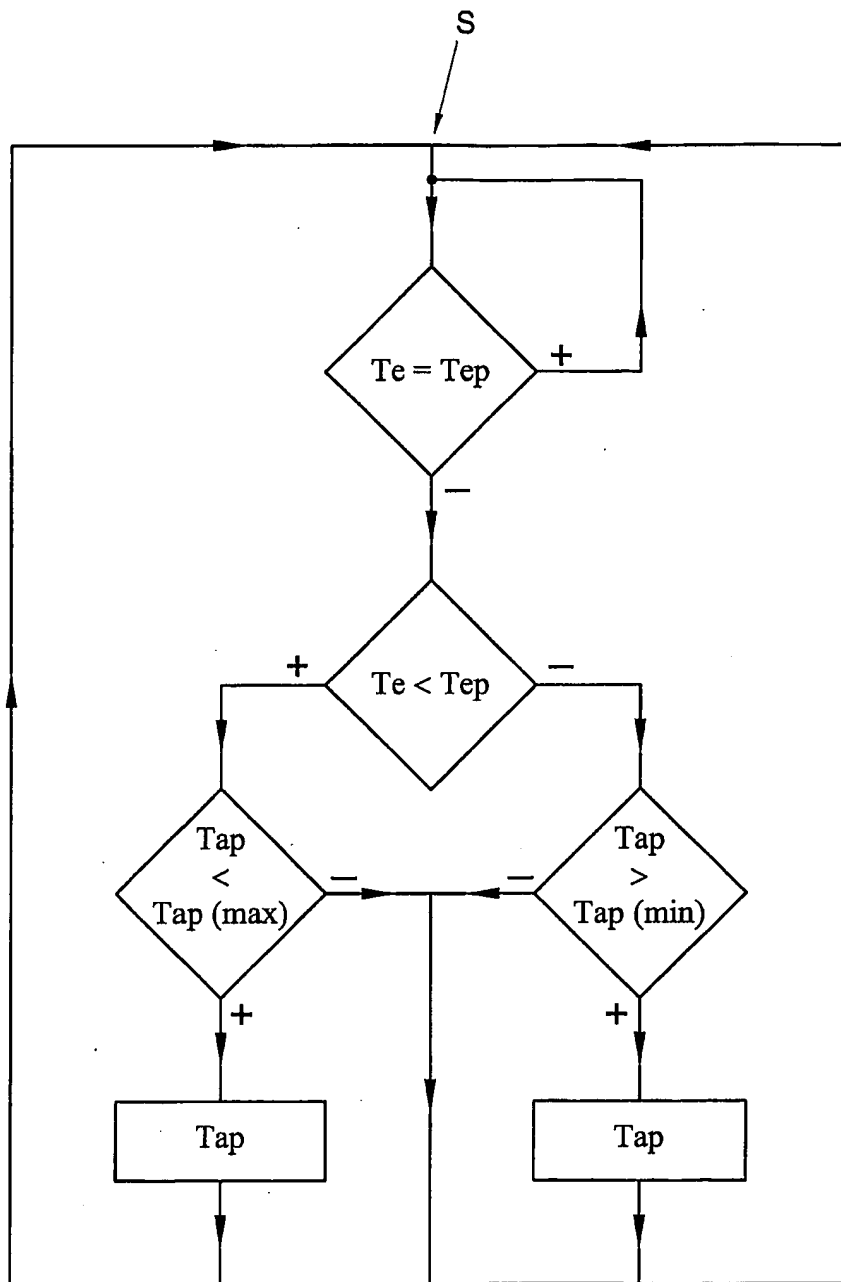 S
Te = Tep
+
−
Te < Tep
+
−
Tap
<
Tap (max)
−
+
Tap
>
Tap (min)
−
+
Tap
Tap